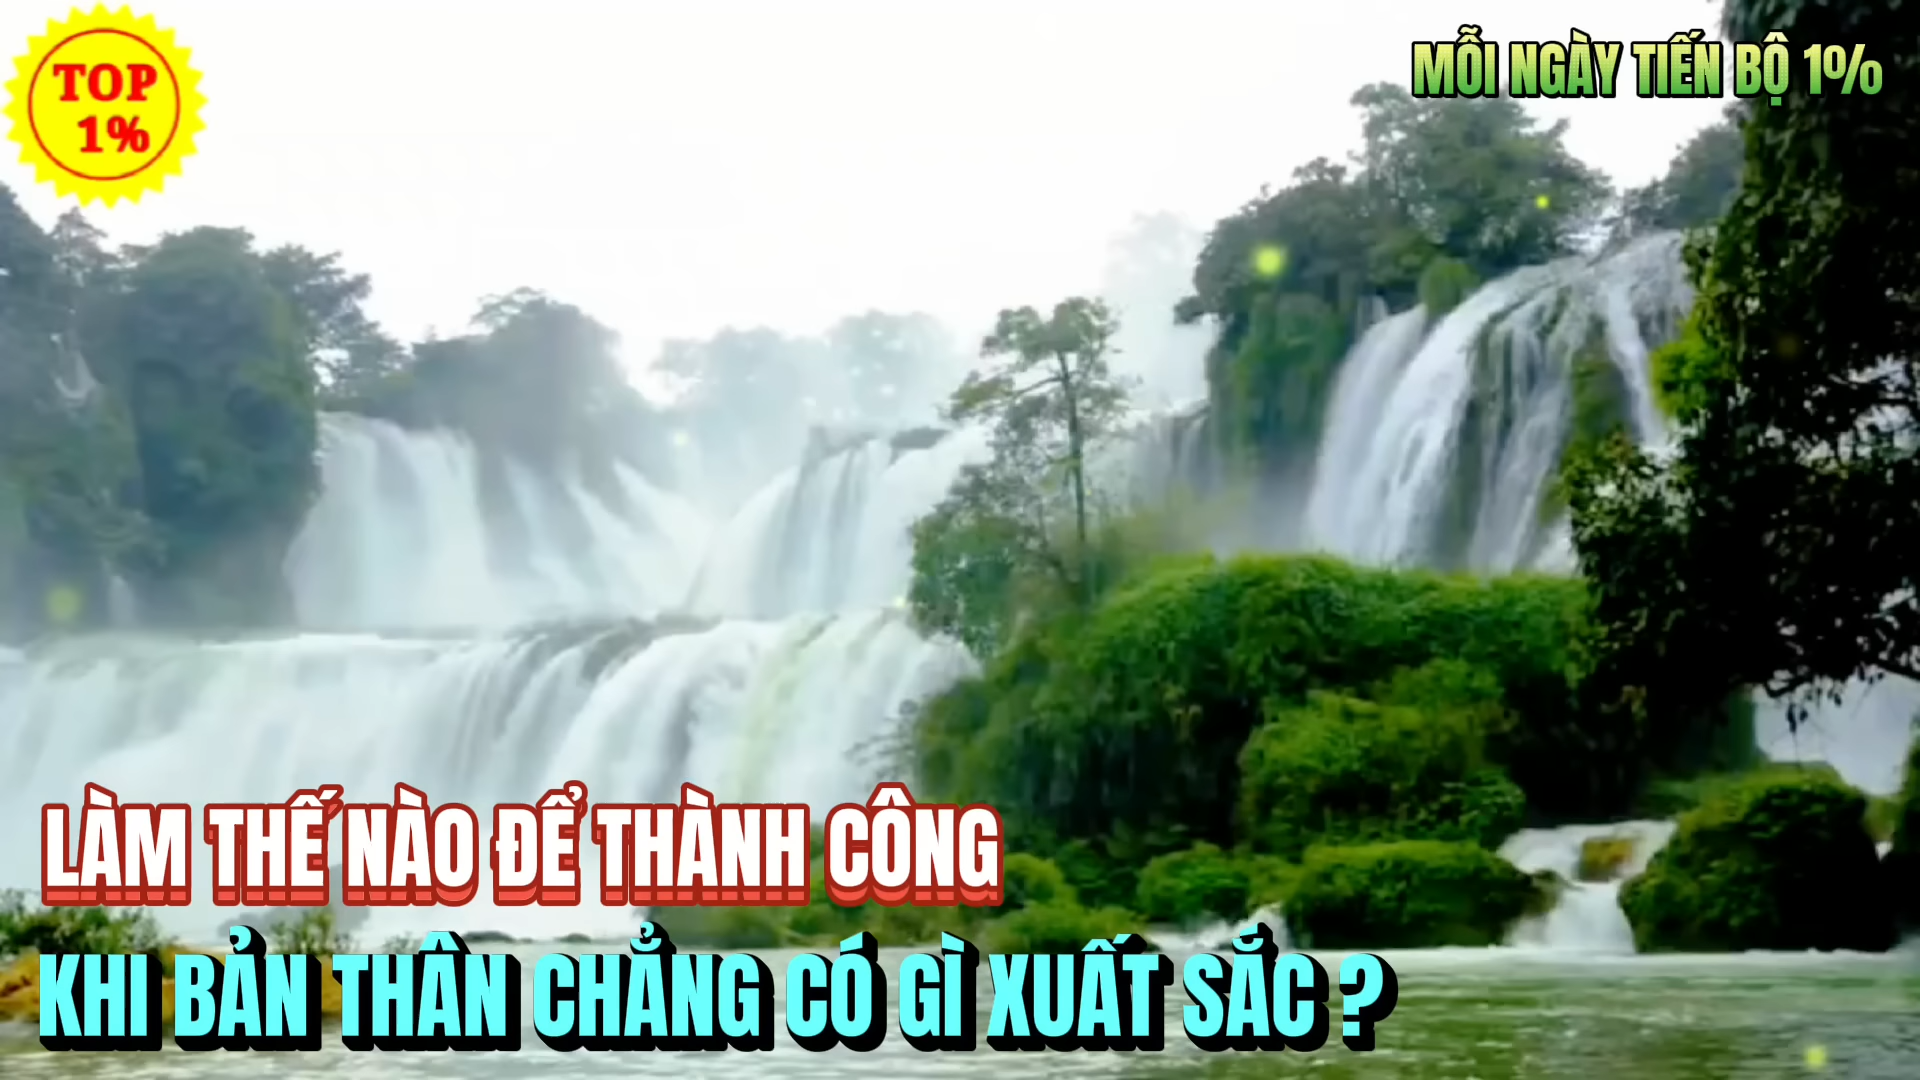 TOP
1%
MỖI NGÀY TIẾN BỘ 1%
LÀM THẾ NÀO ĐỂ THÀNH CÔNG
KHI BẢN THÂN CHẲNG CÓ GÌ XUẤT SẮC ?